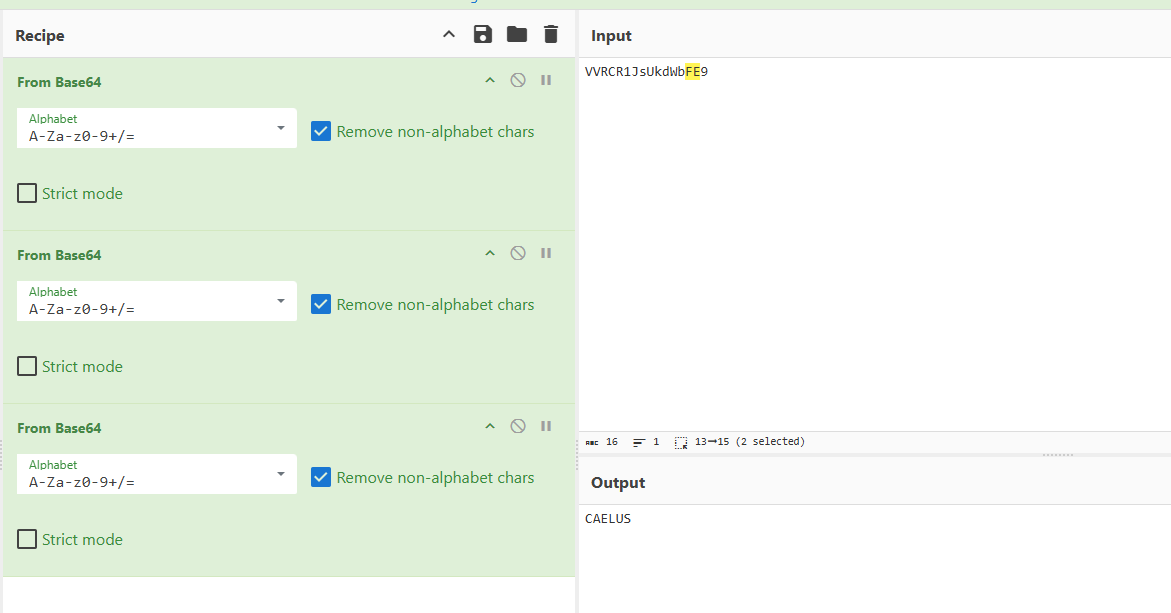 Recipe
From Base64
Alphabet
A-Za-z0-9+/=
Remove non-alphabet chars
Strict mode
From Base64
Alphabet
A-Za-z0-9+/=
Remove non-alphabet chars
Strict mode
From Base64
Alphabet
A-Za-z0-9+/=
Remove non-alphabet chars
Strict mode
Input
VVRCR1JsUkdWbFE9
ABC 16 1 13→15 (2 selected)
Output
CAELUS